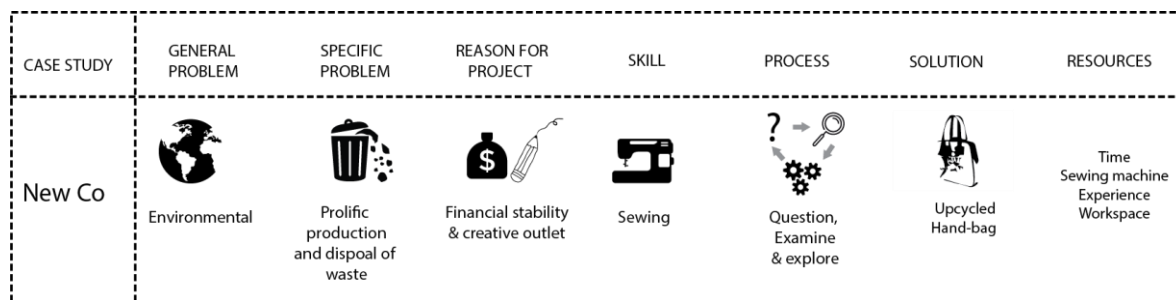 CASE STUDY
GENERAL
PROBLEM
SPECIFIC
PROBLEM
REASON FOR
PROJECT
SKILL
PROCESS
SOLUTION
RESOURCES
New Co
Environmental
Prolific
production
and dispoal of
waste
$
Financial stability
& creative outlet
Sewing
?
Question,
Examine
& explore
Upcycled
Hand-bag
Time
Sewing machine
Experience
Workspace